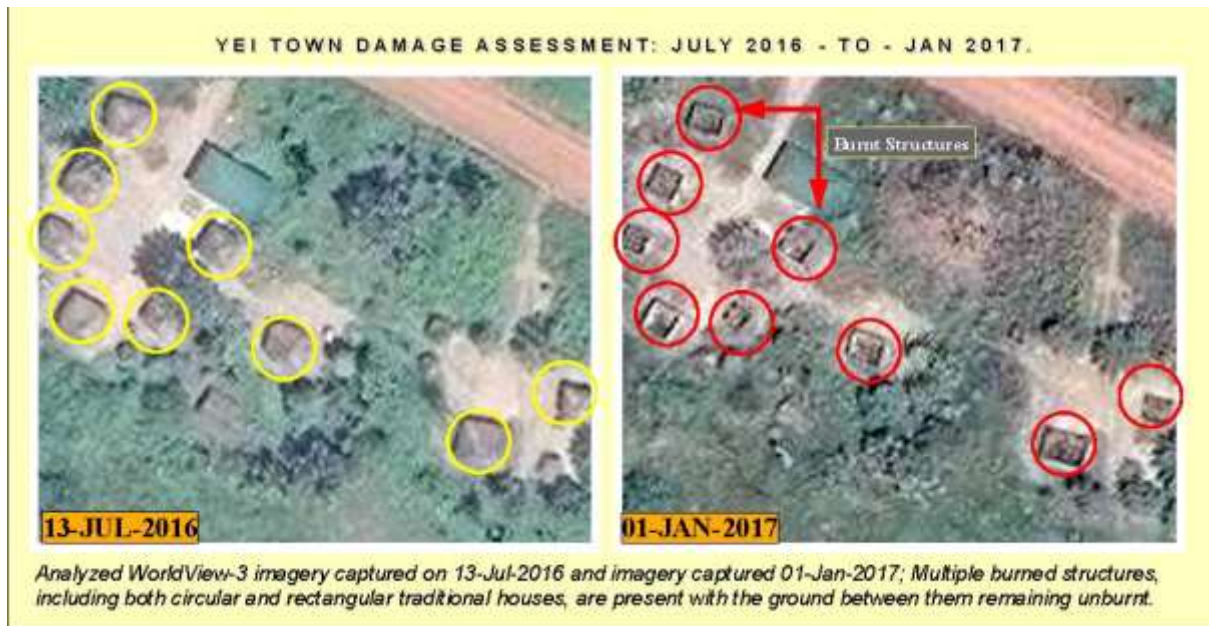 YEI TOWN DAMAGE ASSESSMENT: JULY 2016 - TO - JAN 2017.
Burnt Structures
13-JUL-2016
01-JAN-2017
Analyzed WorldView-3 imagery captured on 13-Jul-2016 and imagery captured 01-Jan-2017; Multiple burned structures,
including both circular and rectangular traditional houses, are present with the ground between them remaining unburnt.